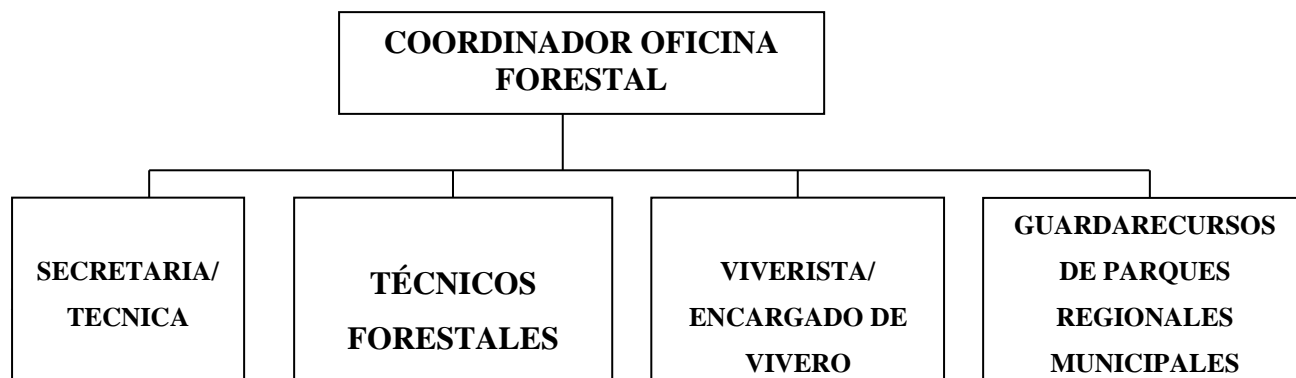 COORDINADOR OFICINA
FORESTAL
SECRETARIA/
TECNICA
TÉCNICOS
FORESTALES
VIVERISTA/
ENCARGADO DE
VIVERO
GUARDARECURSOS
DE PARQUES
REGIONALES
MUNICIPALES